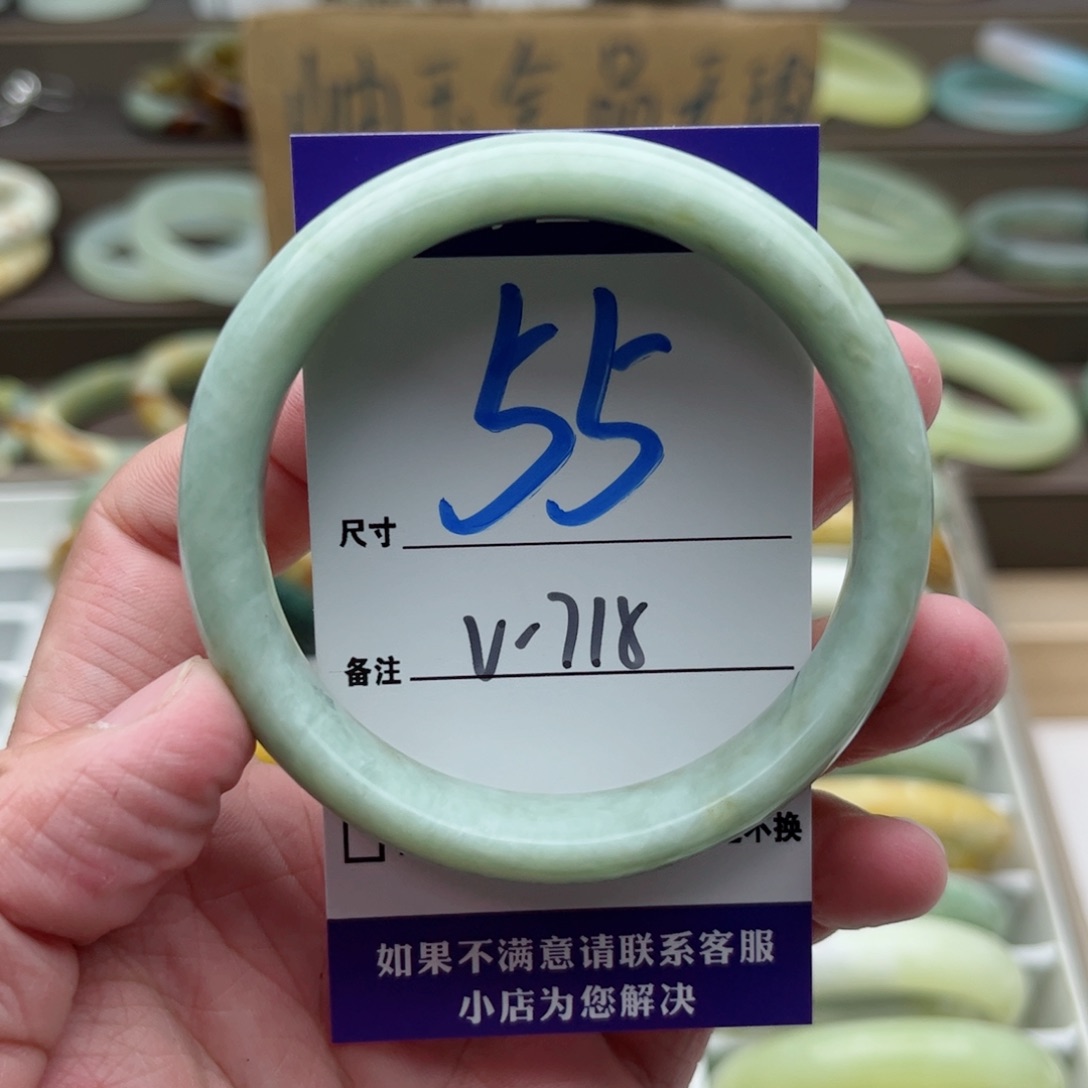 55
尺寸
V-718
备注
不换
如果不满意请联系客服
小店为您解决